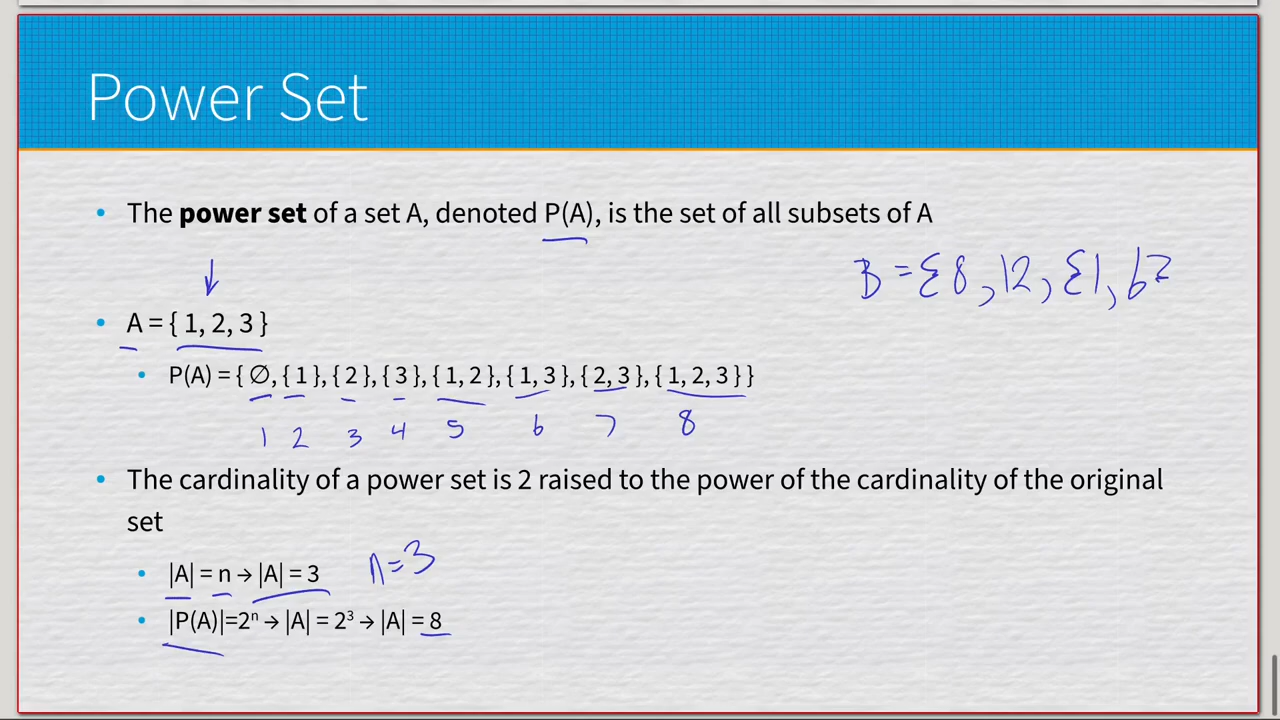 Power Set
• The power set of a set A, denoted P(A), is the set of all subsets of A
B = {8, 12, {1, 6}
• A = { 1, 2, 3 }
• P(A) = { ∅, { 1 }, { 2 }, { 3 }, { 1, 2 }, { 1, 3 }, { 2, 3 }, { 1, 2, 3 } }
1 2 3 4 5 6 7 8
• The cardinality of a power set is 2 raised to the power of the cardinality of the original
set
• |A| = n → |A| = 3 n=3
• |P(A)|=2ⁿ → |A| = 2³ → |A| = 8